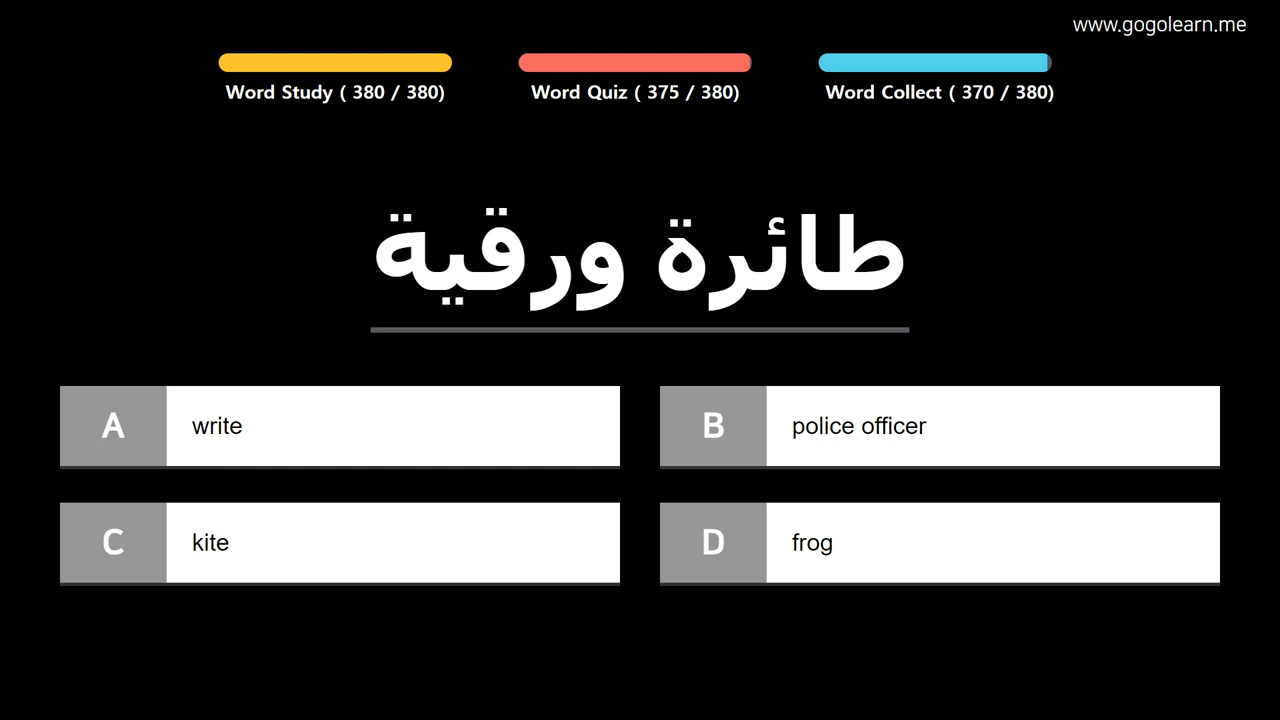 www.gogolearn.me
Word Study ( 380 / 380)
Word Quiz ( 375 / 380)
Word Collect ( 370 / 380)
طائرة ورقية
A write
B police officer
C kite
D frog